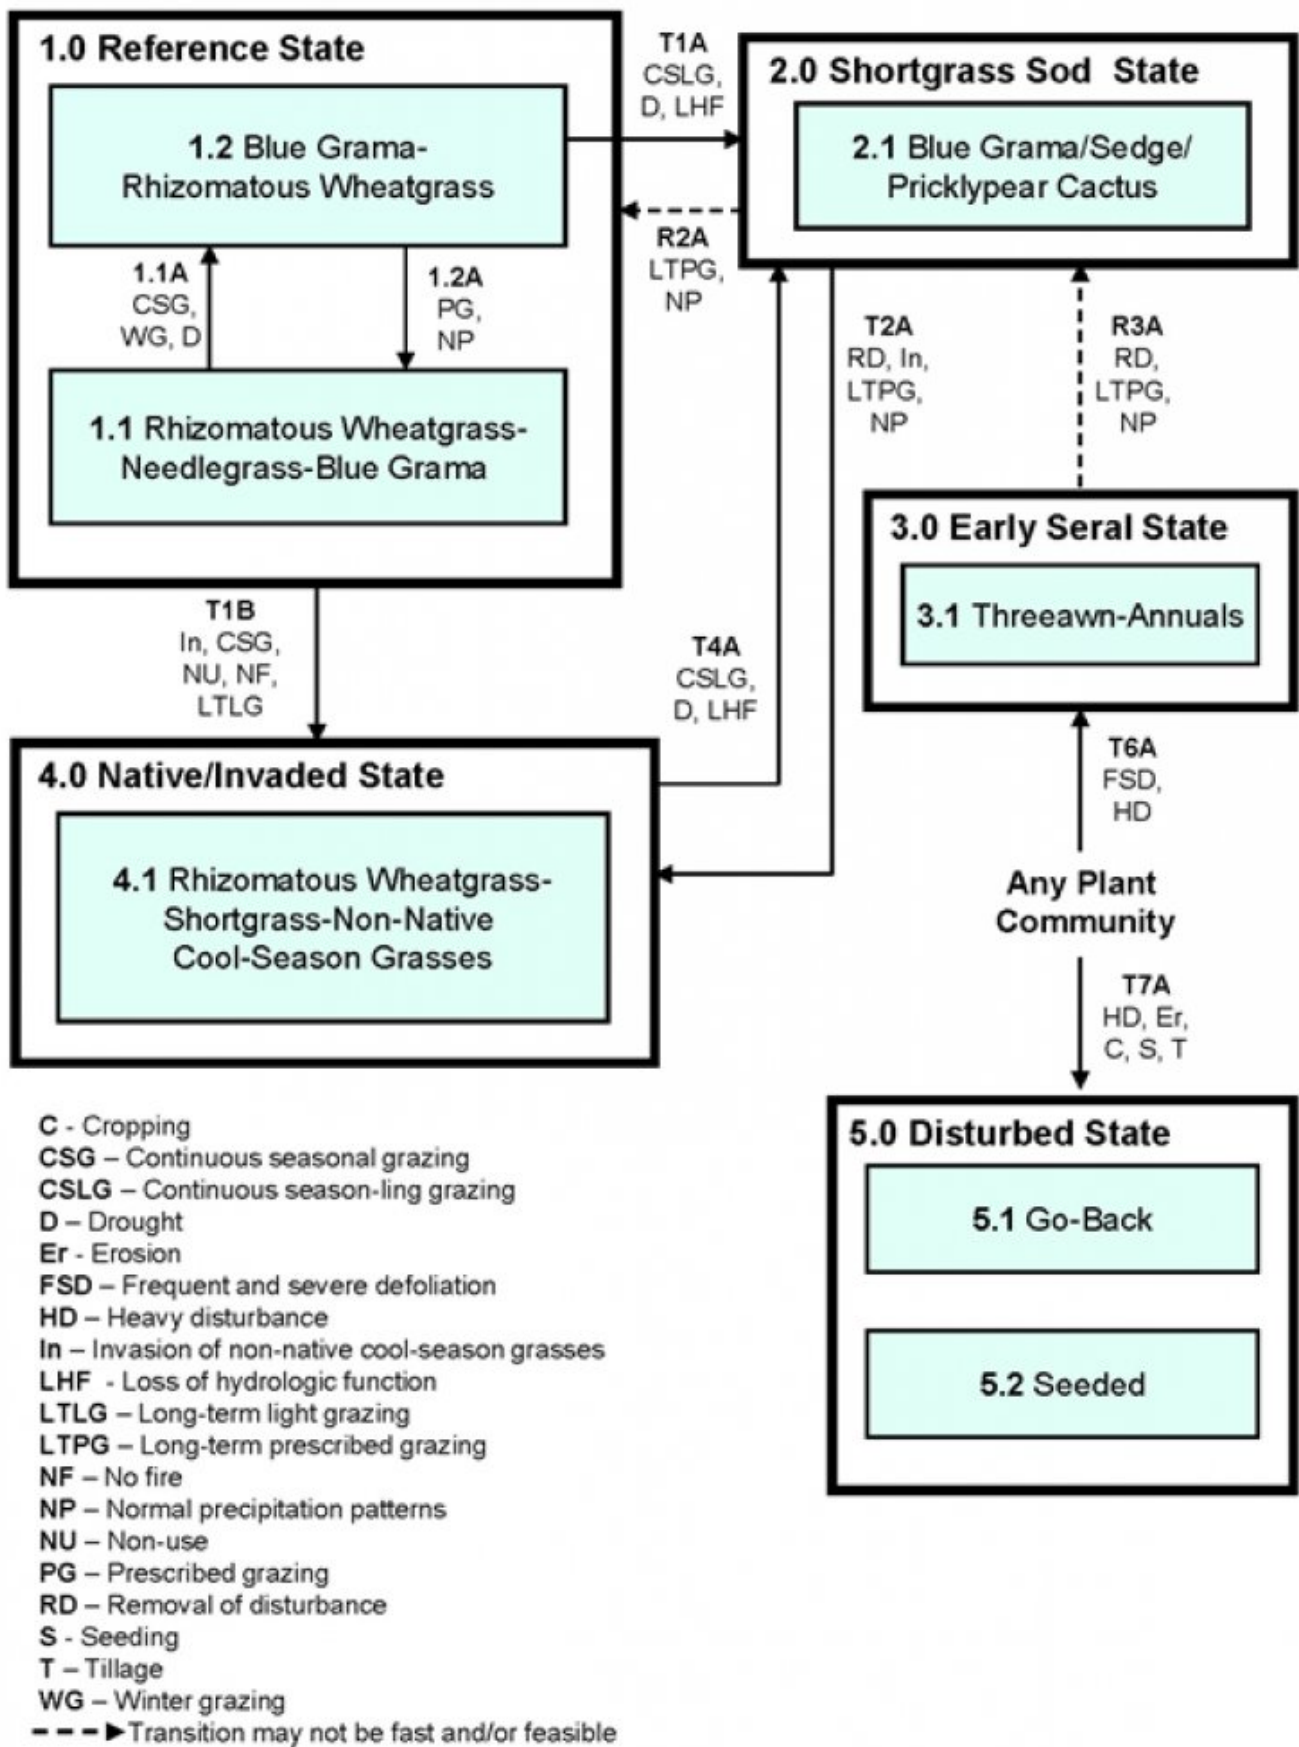 1.0 Reference State
1.2 Blue Grama-
Rhizomatous Wheatgrass
1.1A
CSG,
WG, D
1.2A
PG,
NP
1.1 Rhizomatous Wheatgrass-
Needlegrass-Blue Grama
T1A
CSLG,
D, LHF
R2A
LTPG,
NP
2.0 Shortgrass Sod State
2.1 Blue Grama/Sedge/
Pricklypear Cactus
T2A
RD, In,
LTPG,
NP
R3A
RD,
LTPG,
NP
3.0 Early Seral State
3.1 Threeawn-Annuals
T1B
In, CSG,
NU, NF,
LTLG
T4A
CSLG,
D, LHF
4.0 Native/Invaded State
4.1 Rhizomatous Wheatgrass-
Shortgrass-Non-Native
Cool-Season Grasses
T6A
FSD,
HD
Any Plant
Community
T7A
HD, Er,
C, S, T
5.0 Disturbed State
5.1 Go-Back
5.2 Seeded
C - Cropping
CSG – Continuous seasonal grazing
CSLG – Continuous season-ling grazing
D – Drought
Er - Erosion
FSD – Frequent and severe defoliation
HD – Heavy disturbance
In – Invasion of non-native cool-season grasses
LHF - Loss of hydrologic function
LTLG – Long-term light grazing
LTPG – Long-term prescribed grazing
NF – No fire
NP – Normal precipitation patterns
NU – Non-use
PG – Prescribed grazing
RD – Removal of disturbance
S - Seeding
T – Tillage
WG – Winter grazing
Transition may not be fast and/or feasible